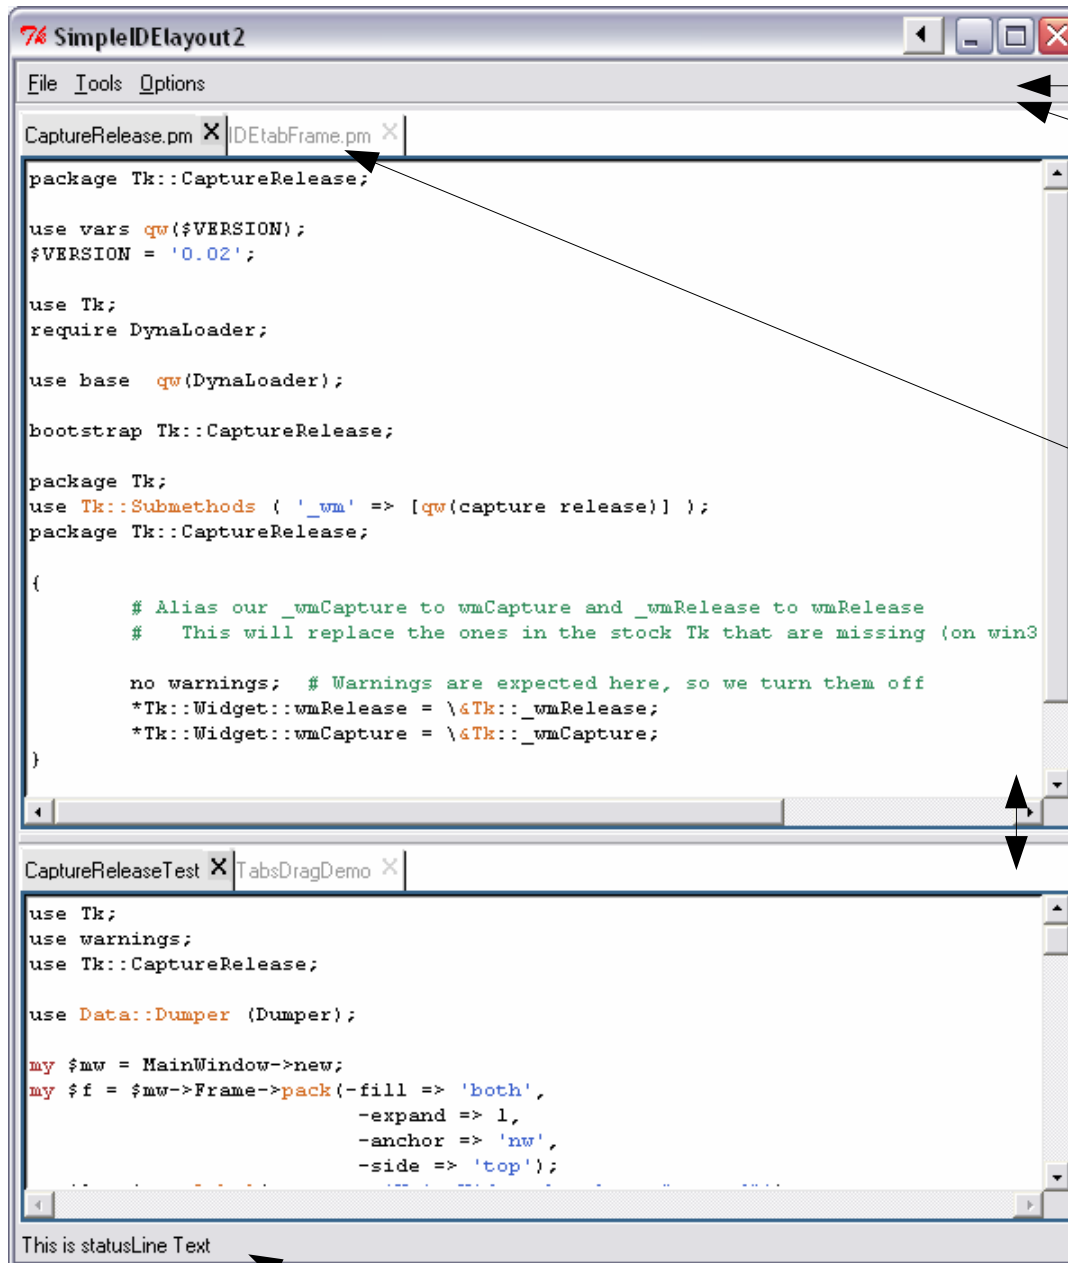 SimpleIDElayout2
File Tools Options
CaptureRelease.pm X IDEtabFrame.pm X
package Tk::CaptureRelease;
use vars qw($VERSION);
$VERSION = '0.02';
use Tk;
require DynaLoader;
use base  qw(DynaLoader);
bootstrap Tk::CaptureRelease;
package Tk;
use Tk::Submethods ( '_wm' => [qw(capture release)] );
package Tk::CaptureRelease;
{
# Alias our _wmCapture to wmCapture and _wmRelease to wmRelease
#   This will replace the ones in the stock Tk that are missing (on win3
no warnings;  # Warnings are expected here, so we turn them off
*Tk::Widget::wmRelease = \&Tk::_wmRelease;
*Tk::Widget::wmCapture = \&Tk::_wmCapture;
}
CaptureReleaseTest X TabsDragDemo X
use Tk;
use warnings;
use Tk::CaptureRelease;
use Data::Dumper (Dumper);
my $mw = MainWindow->new;
my $f = $mw->Frame->pack(-fill => 'both',
-expand => 1,
-anchor => 'nw',
-side => 'top');
This is statusLine Text